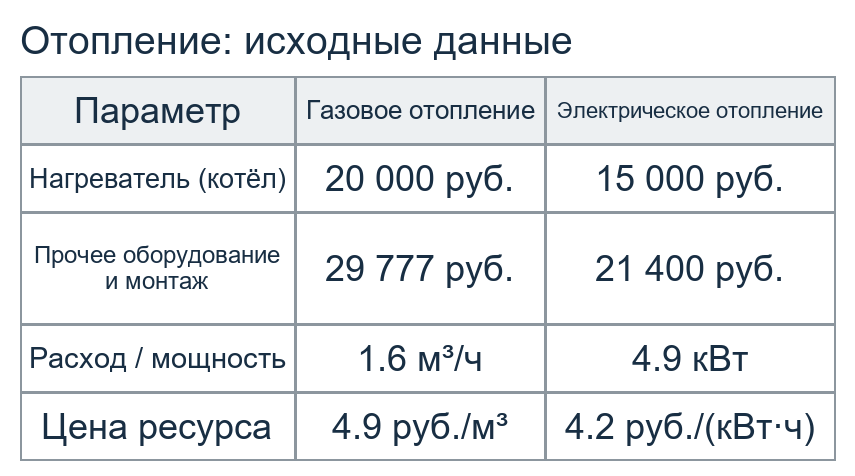 Отопление: исходные данные
Параметр
Газовое отопление
Электрическое отопление
Нагреватель (котёл)
20 000 руб.
15 000 руб.
Прочее оборудование
и монтаж
29 777 руб.
21 400 руб.
Расход / мощность
1.6 м³/ч
4.9 кВт
Цена ресурса
4.9 руб./м³
4.2 руб./(кВт·ч)